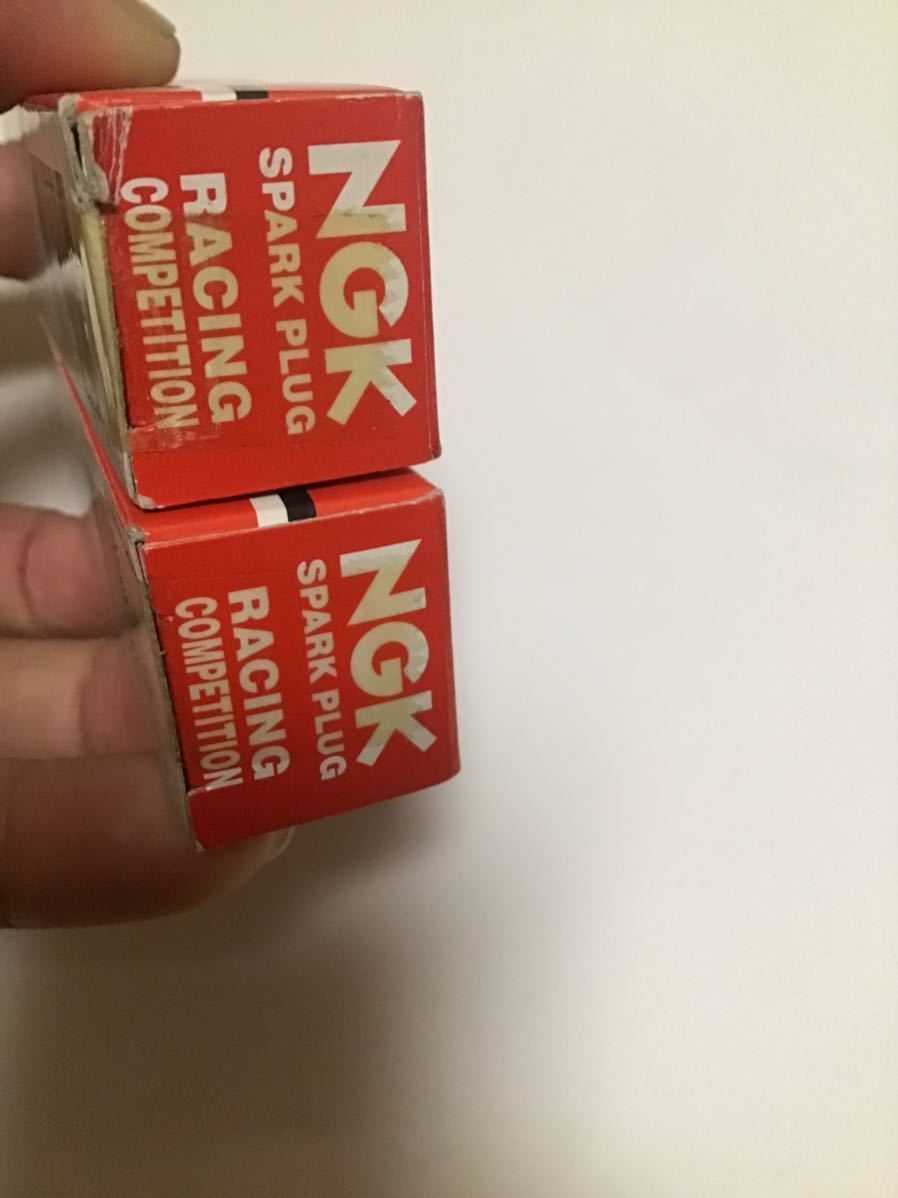 NGK
SPARK PLUG
RACING
COMPETITION
NGK
SPARK PLUG
RACING
COMPETITION